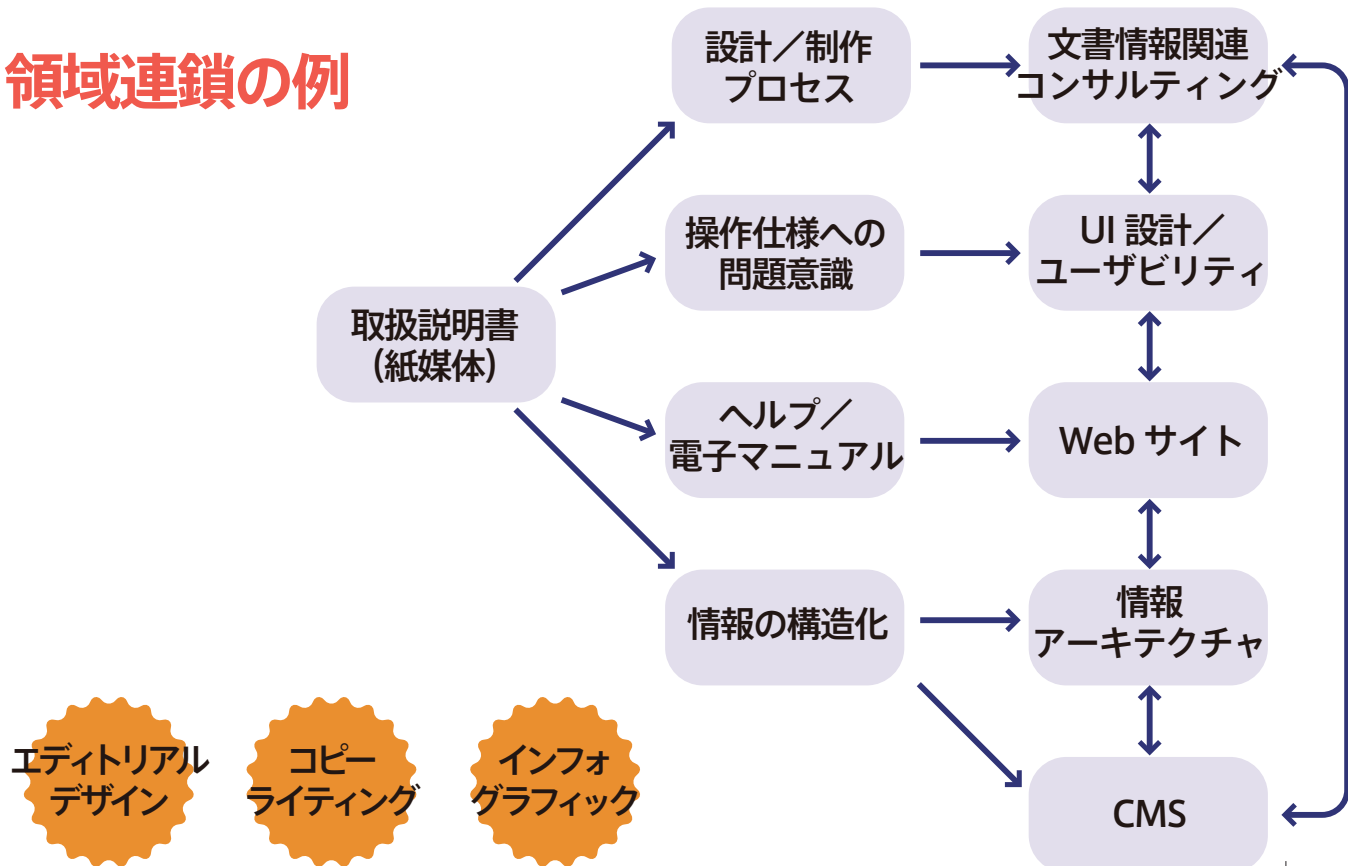 領域連鎖の例
設計／制作
プロセス
文書情報関連
コンサルティング
操作仕様への
問題意識
UI 設計／
ユーザビリティ
取扱説明書
(紙媒体)
ヘルプ／
電子マニュアル
Web サイト
情報の構造化
情報
アーキテクチャ
CMS
エディトリアル
デザイン
コピー
ライティング
インフォ
グラフィック